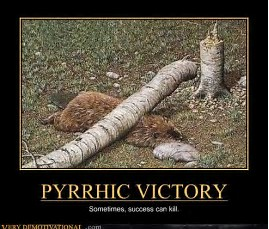 PYRRHIC VICTORY
Sometimes, success can kill.
VERY DEMOTIVATIONAL .com